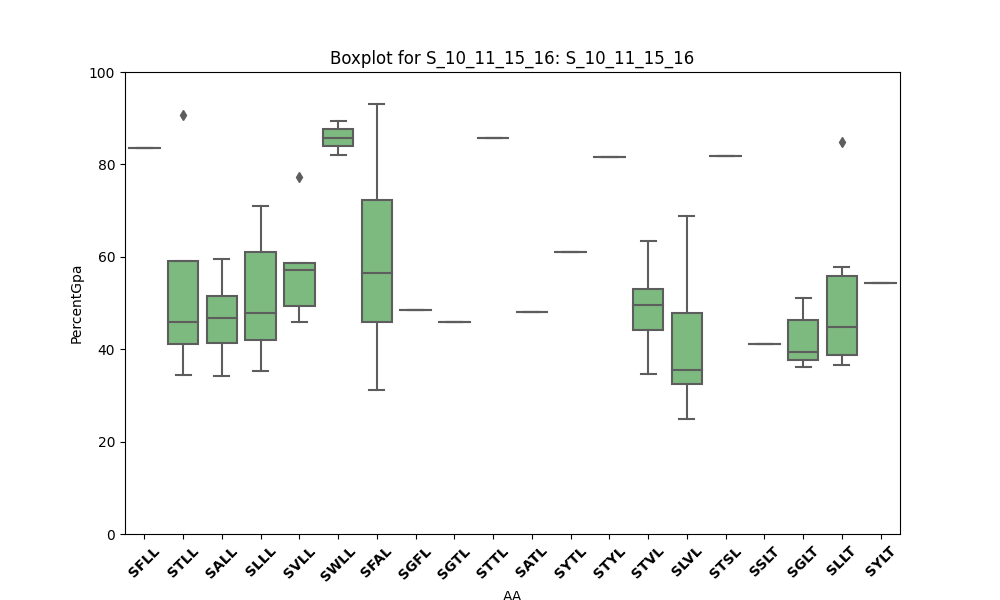 Boxplot for S_10_11_15_16: S_10_11_15_16
100
80
60
40
20
0
PercentGpa
SFLL
STLL
SALL
SLLL
SVLL
SWLL
SFAL
SGFL
SGTL
STTL
SATL
SYTL
STYL
STVL
SLVL
STSL
SSLT
SGLT
SLLT
SYLT
AA